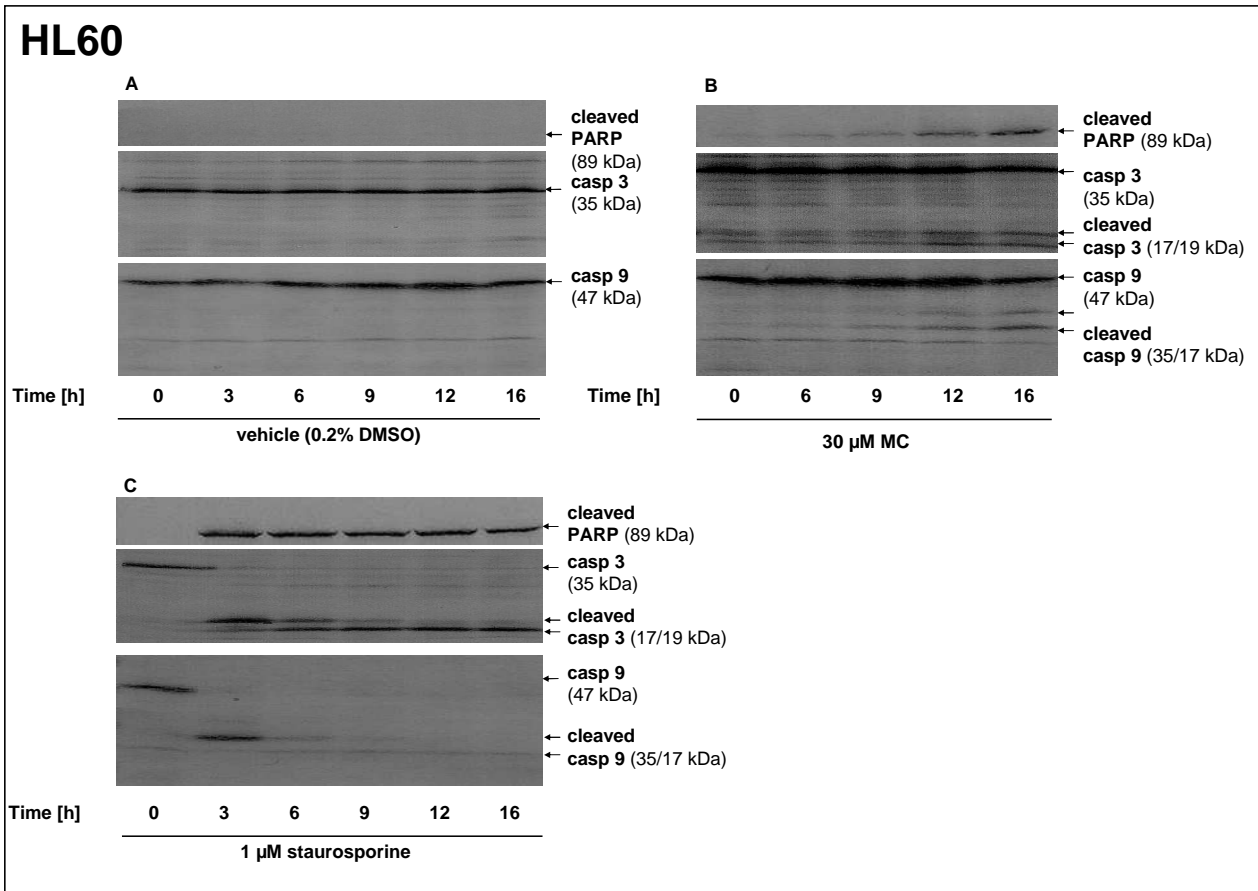 HL60
A
cleaved
PARP
(89 kDa)
casp 3
(35 kDa)
casp 9
(47 kDa)
Time [h] 0 3 6 9 12 16
vehicle (0.2% DMSO)
B
cleaved
PARP (89 kDa)
casp 3
(35 kDa)
cleaved
casp 3 (17/19 kDa)
casp 9
(47 kDa)
cleaved
casp 9 (35/17 kDa)
Time [h] 0 6 9 12 16
30 µM MC
C
cleaved
PARP (89 kDa)
casp 3
(35 kDa)
cleaved
casp 3 (17/19 kDa)
casp 9
(47 kDa)
cleaved
casp 9 (35/17 kDa)
Time [h] 0 3 6 9 12 16
1 µM staurosporine